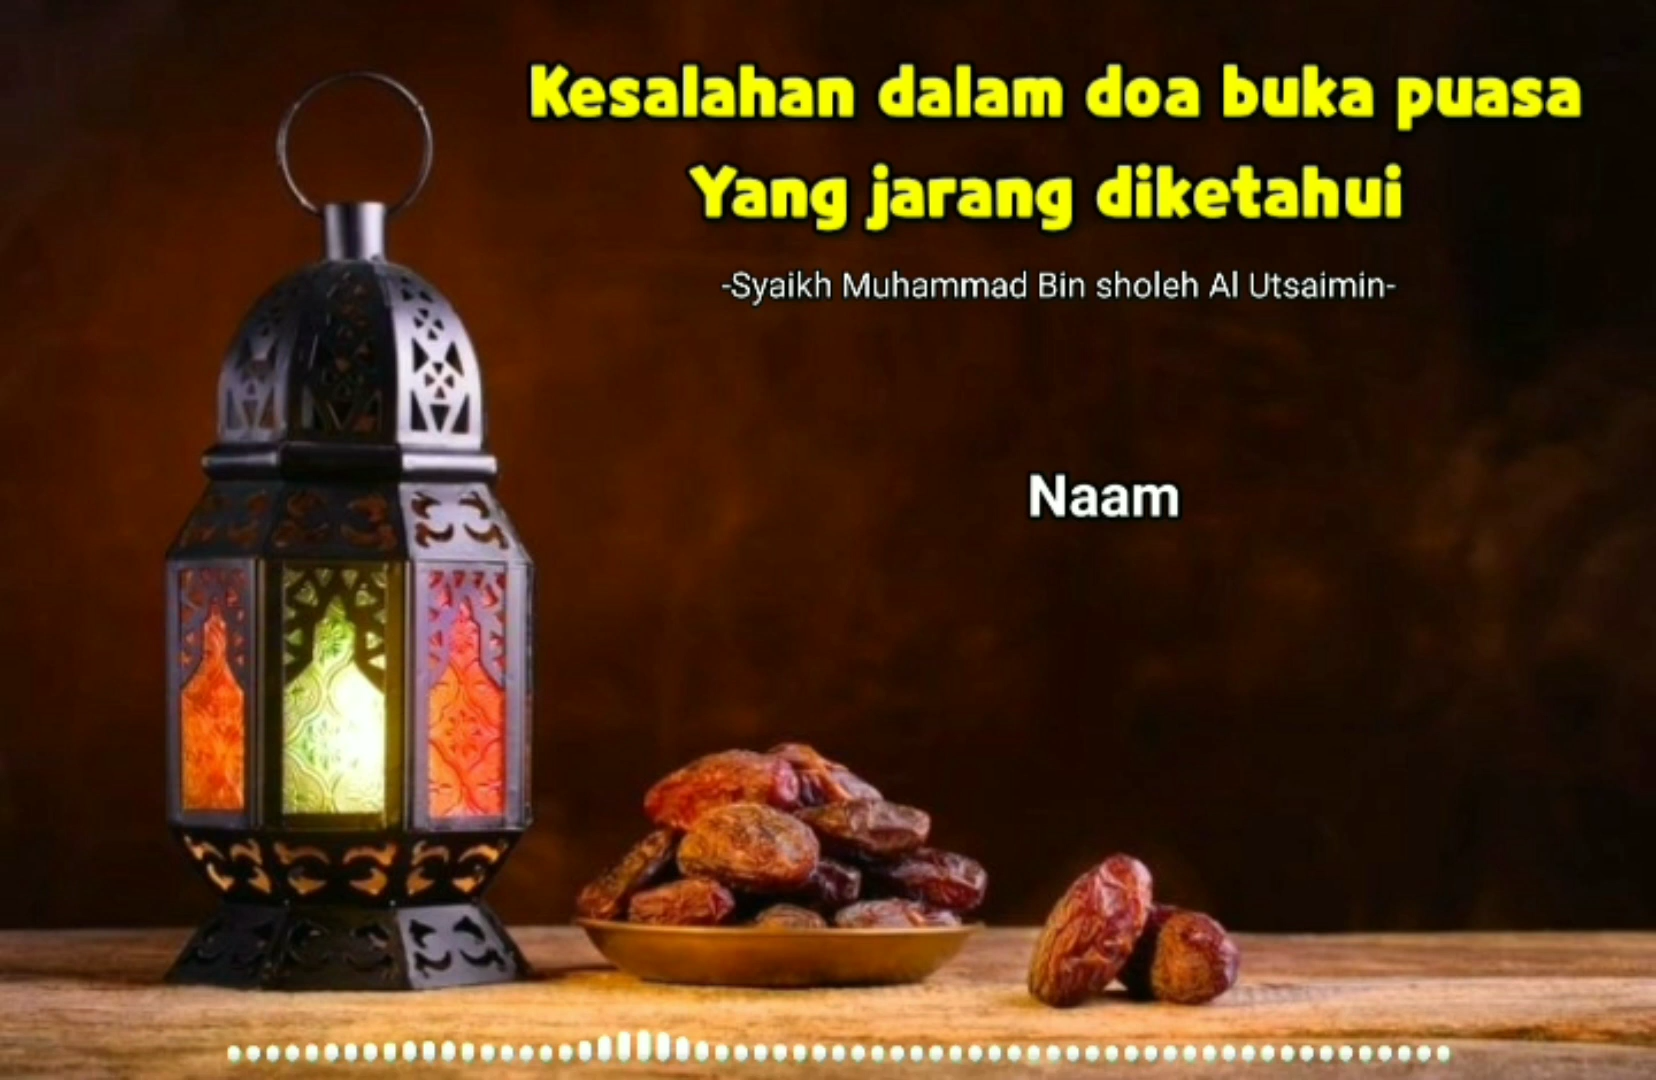 Kesalahan dalam doa buka puasa
Yang jarang diketahui
-Syaikh Muhammad Bin sholeh Al Utsaimin-
Naam